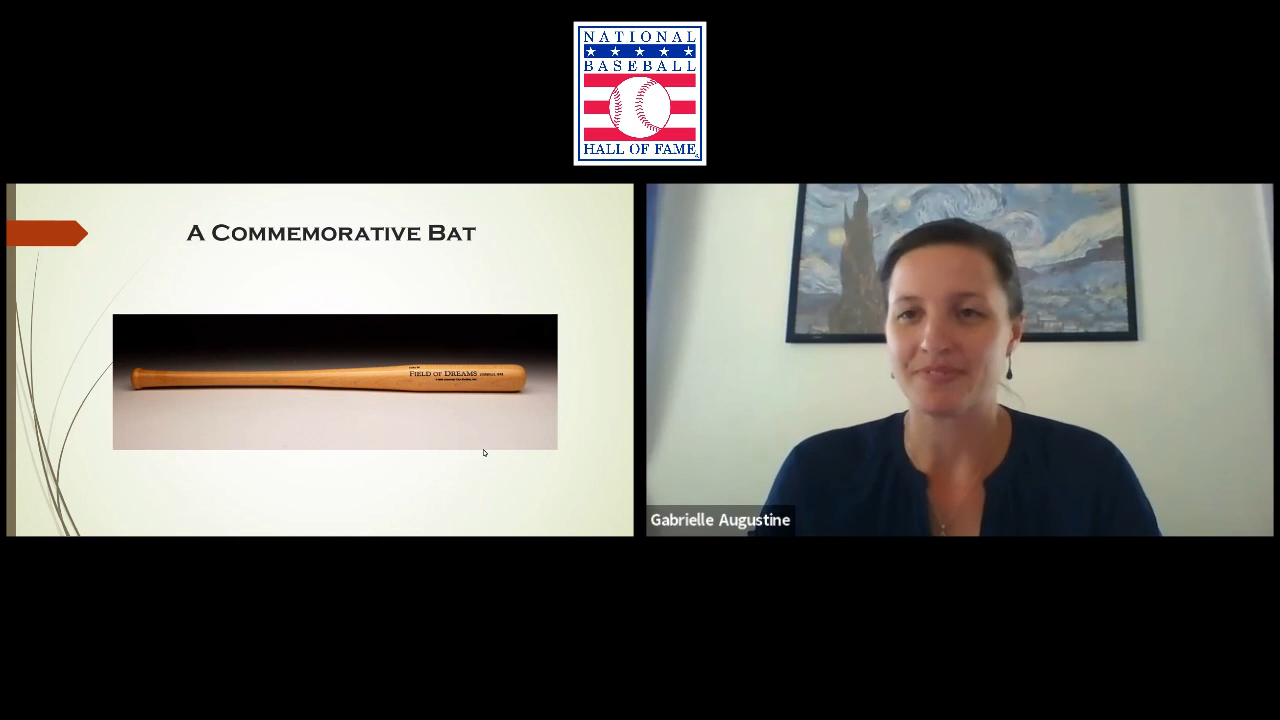 NATIONAL
BASEBALL
HALL OF FAME
A COMMEMORATIVE BAT
FIELD OF DREAMS
Gabrielle Augustine